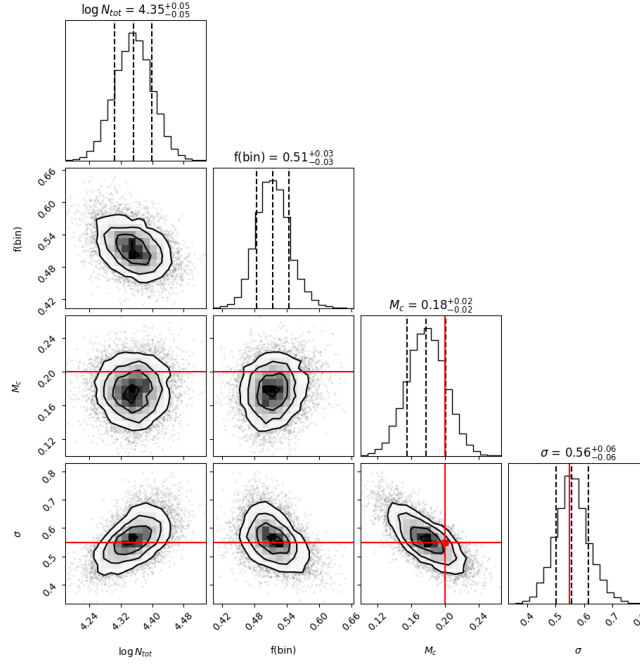 log N_tot = 4.35^{+0.05}_{-0.05}
f(bin) = 0.51^{+0.03}_{-0.03}
0.66
0.60
0.54
0.48
0.42
f(bin)
M_c = 0.18^{+0.02}_{-0.02}
0.24
0.20
0.16
0.12
M_c
σ = 0.56^{+0.06}_{-0.06}
0.8
0.7
0.6
0.5
0.4
σ
4.24 4.32 4.40 4.48
0.42 0.48 0.54 0.60 0.66
0.12 0.16 0.20 0.24
0.4 0.5 0.6 0.7 0.8
log N_tot f(bin) M_c σ